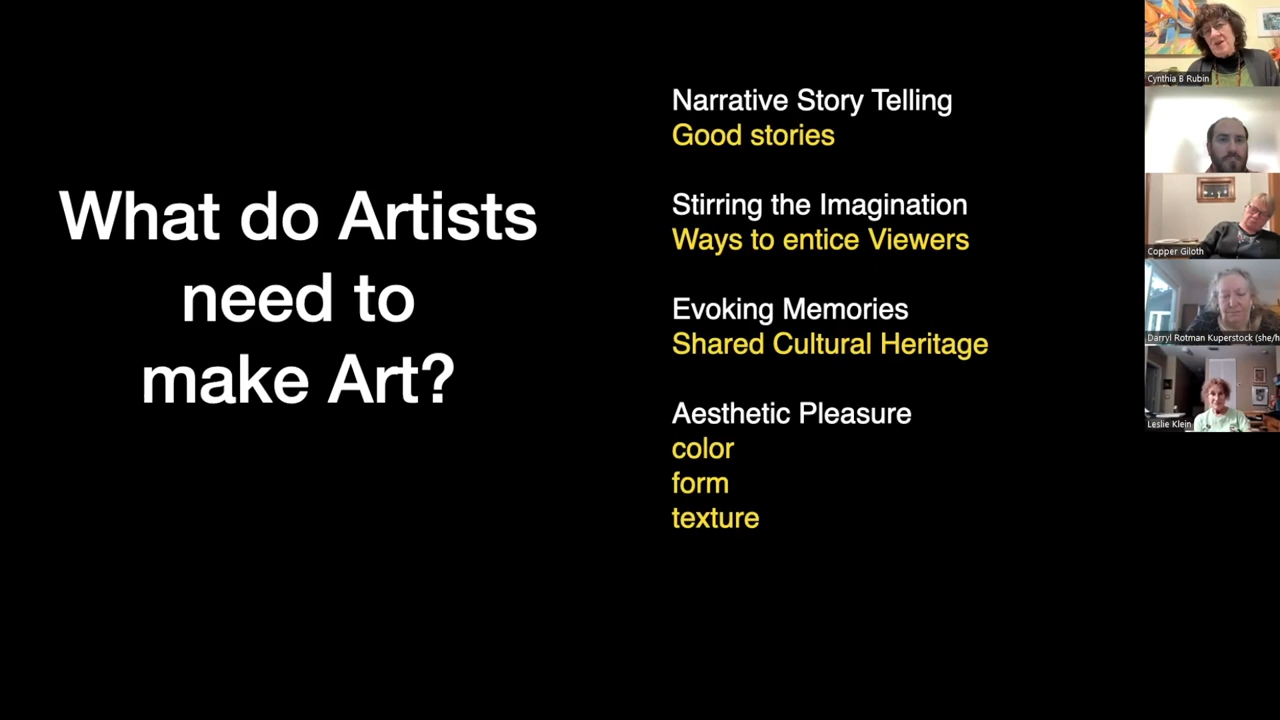 What do Artists
need to
make Art?
Narrative Story Telling
Good stories
Stirring the Imagination
Ways to entice Viewers
Evoking Memories
Shared Cultural Heritage
Aesthetic Pleasure
color
form
texture
Cynthia B Rubin
Copper Giloth
Darryl Rotman Kuperstock (she/h
Leslie Klein